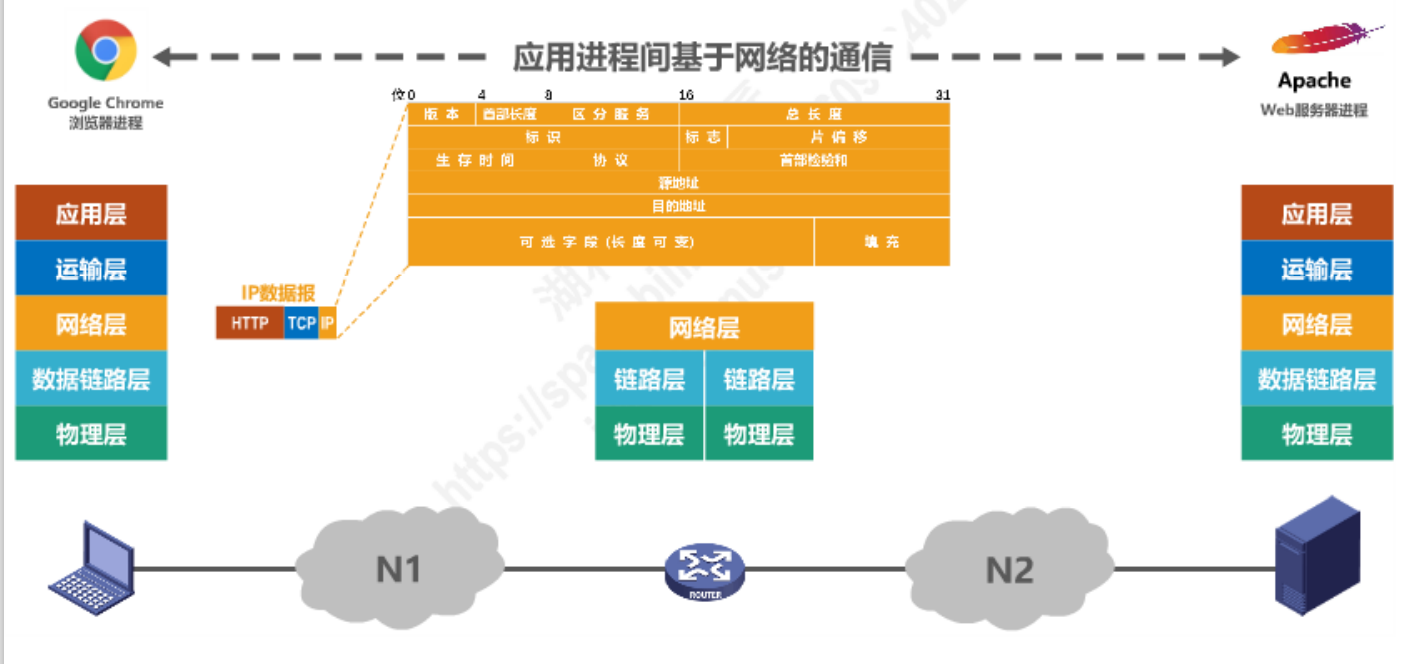 应用进程间基于网络的通信
Google Chrome
浏览器进程
Apache
Web服务器进程
位 0 4 8 16 31
版本 首部长度 区分服务 总长度
标识 标志 片偏移
生存时间 协议 首部检验和
源地址
目的地址
可选字段(长度可变) 填充
IP数据报
HTTP TCP IP
应用层
运输层
网络层
数据链路层
物理层
网络层
链路层 链路层
物理层 物理层
应用层
运输层
网络层
数据链路层
物理层
N1
ROUTER
N2